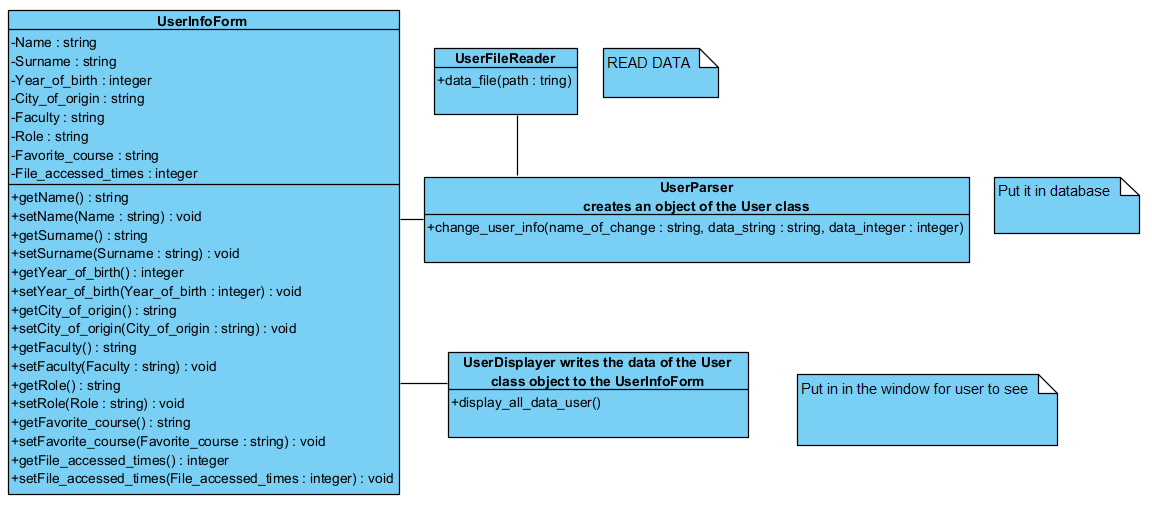 UserInfoForm
-Name : string
-Surname : string
-Year_of_birth : integer
-City_of_origin : string
-Faculty : string
-Role : string
-Favorite_course : string
-File_accessed_times : integer
+getName() : string
+setName(Name : string) : void
+getSurname() : string
+setSurname(Surname : string) : void
+getYear_of_birth() : integer
+setYear_of_birth(Year_of_birth : integer) : void
+getCity_of_origin() : string
+setCity_of_origin(City_of_origin : string) : void
+getFaculty() : string
+setFaculty(Faculty : string) : void
+getRole() : string
+setRole(Role : string) : void
+getFavorite_course() : string
+setFavorite_course(Favorite_course : string) : void
+getFile_accessed_times() : integer
+setFile_accessed_times(File_accessed_times : integer) : void
UserFileReader
+data_file(path : tring)
READ DATA
UserParser
creates an object of the User class
+change_user_info(name_of_change : string, data_string : string, data_integer : integer)
Put it in database
UserDisplayer writes the data of the User
class object to the UserInfoForm
+display_all_data_user()
Put in in the window for user to see